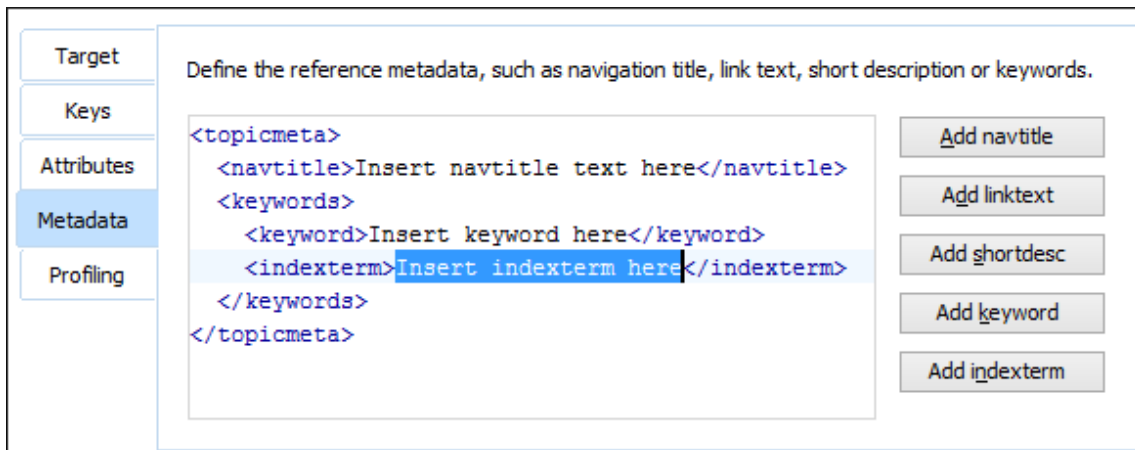 Target
Keys
Attributes
Metadata
Profiling
Define the reference metadata, such as navigation title, link text, short description or keywords.
<topicmeta>
  <navtitle>Insert navtitle text here</navtitle>
  <keywords>
    <keyword>Insert keyword here</keyword>
    <indexterm>Insert indexterm here</indexterm>
  </keywords>
</topicmeta>
Add navtitle
Add linktext
Add shortdesc
Add keyword
Add indexterm